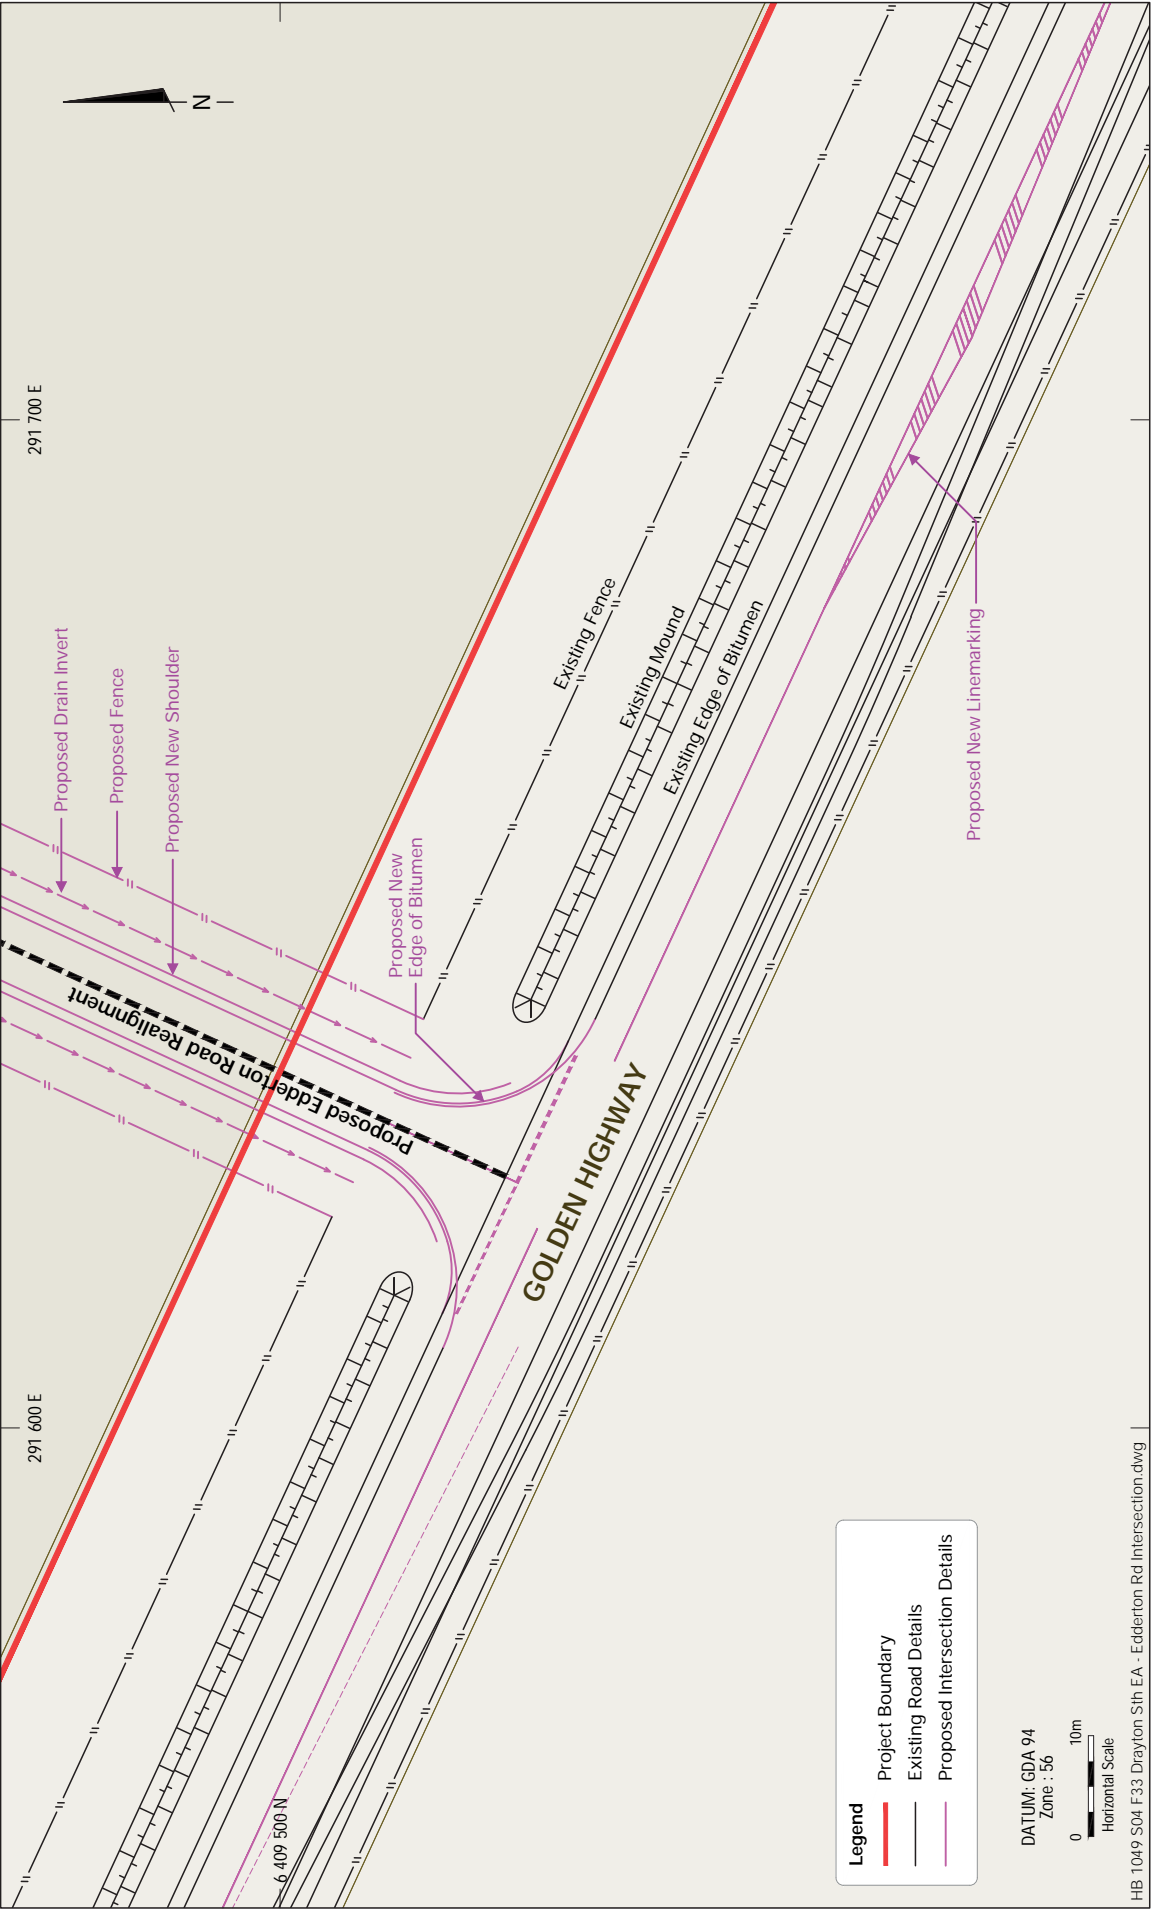 291 600 E
291 700 E
N
Proposed Drain Invert
Proposed Fence
Proposed New Shoulder
Proposed Edderton Road Realignment
Proposed New
Edge of Bitumen
Existing Fence
Existing Mound
Existing Edge of Bitumen
GOLDEN HIGHWAY
6 409 500 N
Proposed New Linemarking
Legend
Project Boundary
Existing Road Details
Proposed Intersection Details
DATUM: GDA 94
Zone : 56
0 10m
Horizontal Scale
HB 1049 S04 F33 Drayton Sth EA - Edderton Rd Intersection.dwg